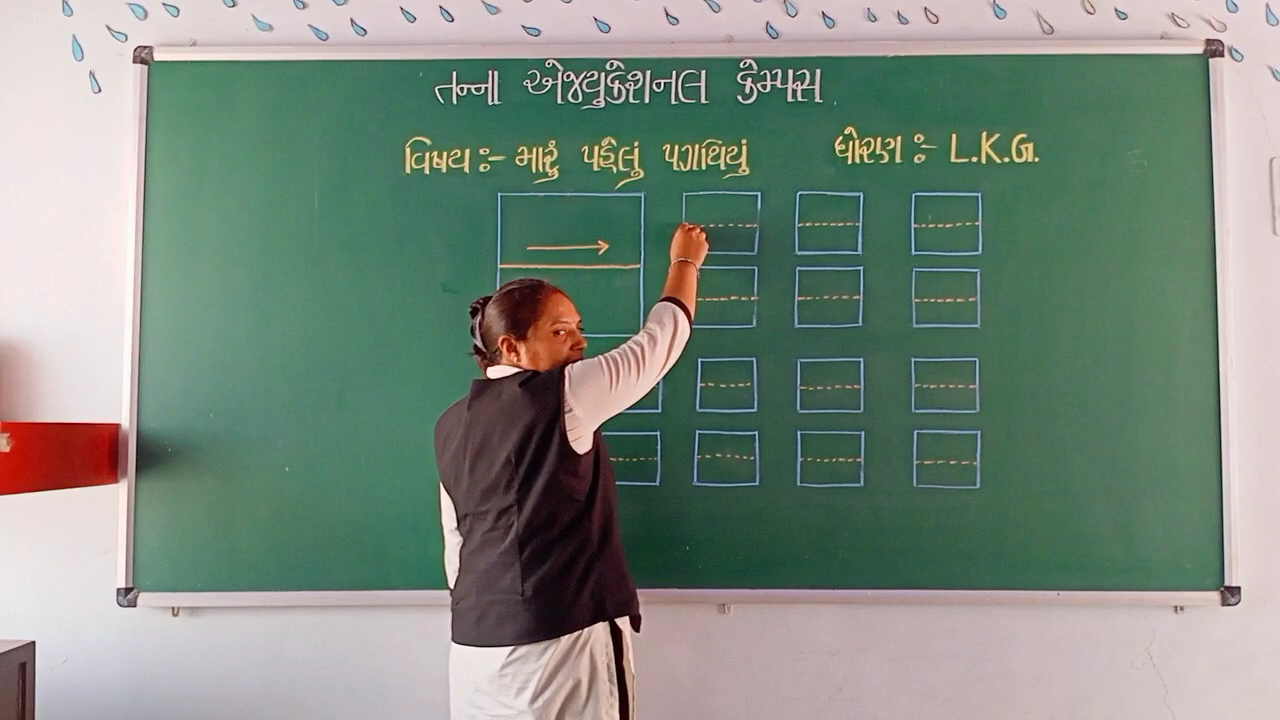 તન્ના એજ્યુકેશનલ કેમ્પસ
વિષય :- મારું પહેલું પગથિયું
ધોરણ :- L.K.G.